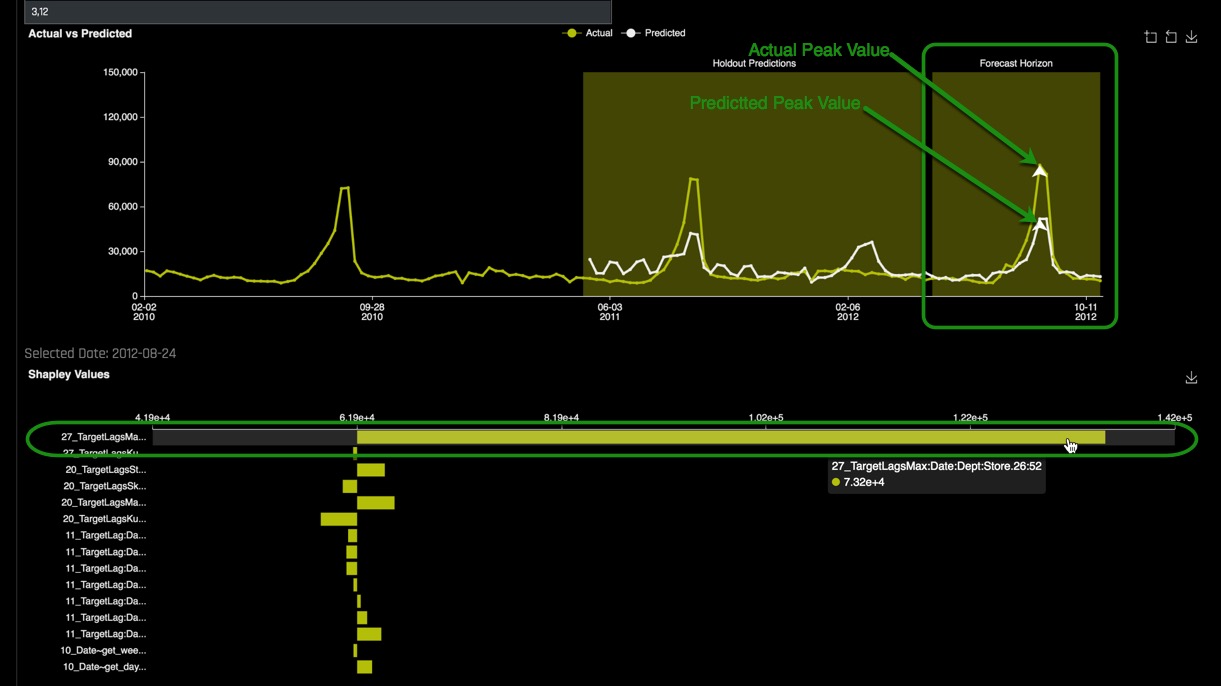 3,12
Actual vs Predicted
Actual
Predicted
Actual Peak Value
Holdout Predictions
Forecast Horizon
Predictted Peak Value
150,000
120,000
90,000
60,000
30,000
0
02-02
2010
09-28
2010
06-03
2011
02-06
2012
10-11
2012
Selected Date: 2012-08-24
Shapley Values
4.19e+4
6.19e+4
8.19e+4
1.02e+5
1.22e+5
1.42e+5
27_TargetLagsMa...
27_TargetLagsKu...
27_TargetLagsMax:Date:Dept:Store.26:52
7.32e+4
20_TargetLagsSt...
20_TargetLagsSk...
20_TargetLagsMa...
20_TargetLagsKu...
11_TargetLag:Da...
11_TargetLag:Da...
11_TargetLag:Da...
11_TargetLag:Da...
11_TargetLag:Da...
11_TargetLag:Da...
11_TargetLag:Da...
10_Date~get_wee...
10_Date~get_day...